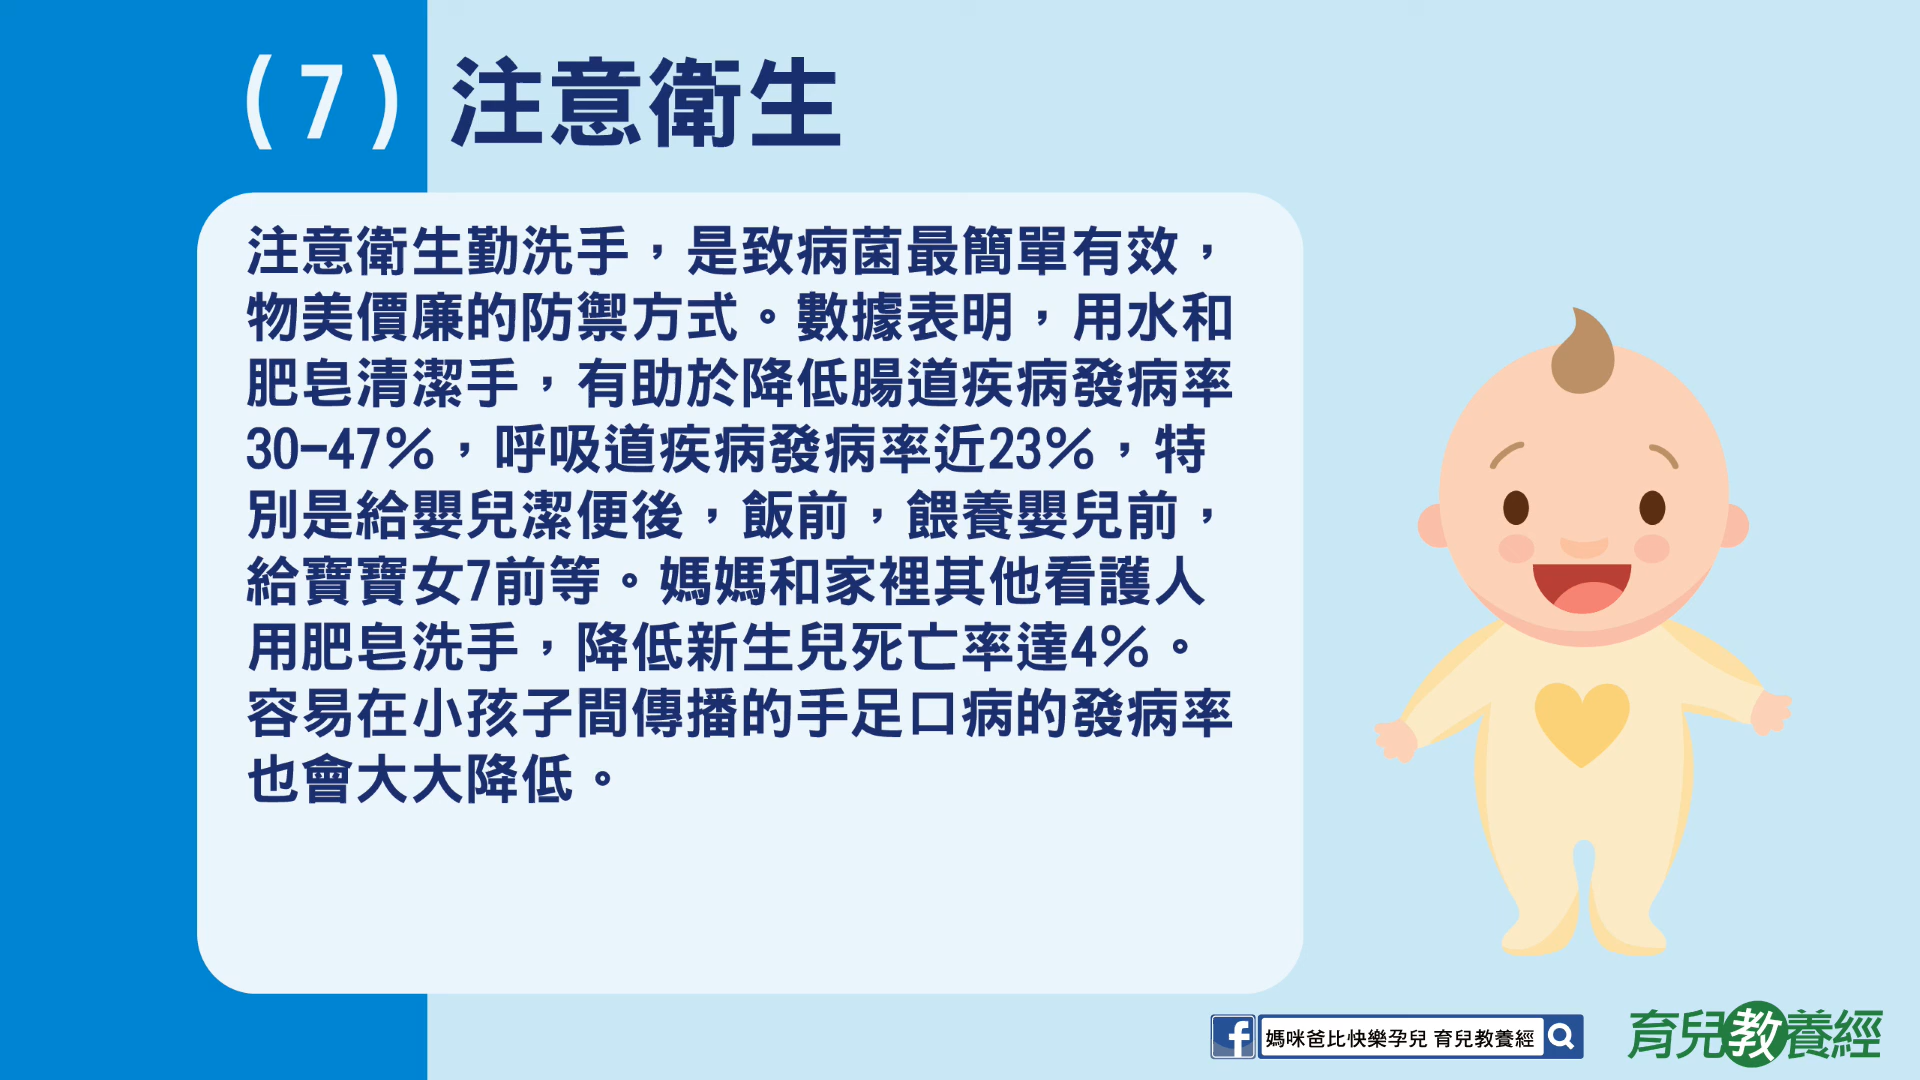 (7) 注意衛生
注意衛生勤洗手，是致病菌最簡單有效，
物美價廉的防禦方式。數據表明，用水和
肥皂清潔手，有助於降低腸道疾病發病率
30-47%，呼吸道疾病發病率近23%，特
別是給嬰兒潔便後，飯前，餵養嬰兒前，
給寶寶女7前等。媽媽和家裡其他看護人
用肥皂洗手，降低新生兒死亡率達4%。
容易在小孩子間傳播的手足口病的發病率
也會大大降低。
媽咪爸比快樂孕兒 育兒教養經
育兒教養經